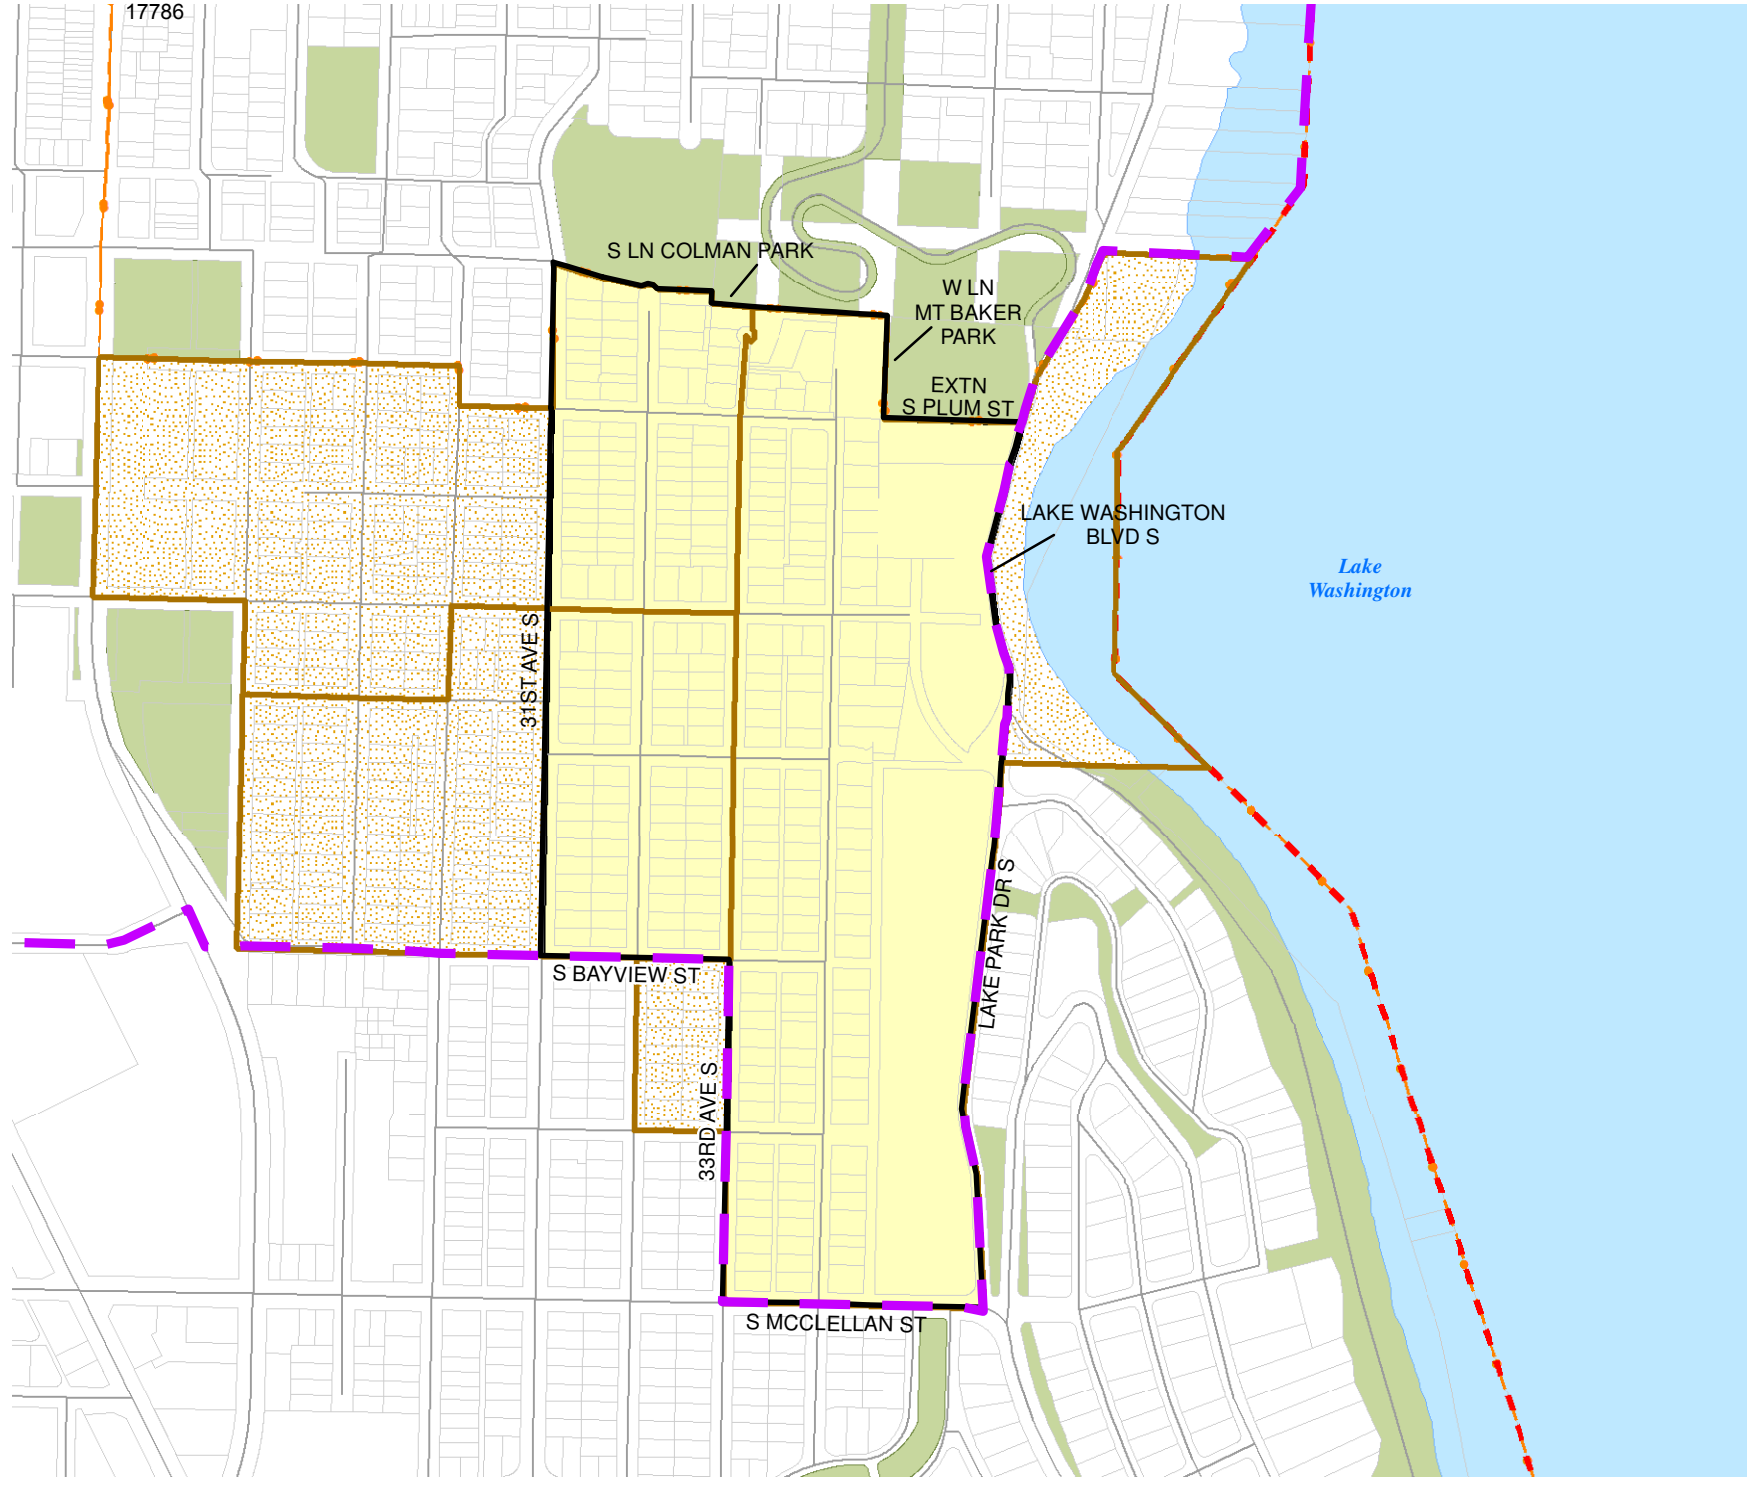 17786
S LN COLMAN PARK
W LN
MT BAKER
PARK
EXTN
S PLUM ST
LAKE WASHINGTON
BLVD S
Lake
Washington
31ST AVE S
LAKE PARK DR S
S BAYVIEW ST
33RD AVE S
S MCCLELLAN ST